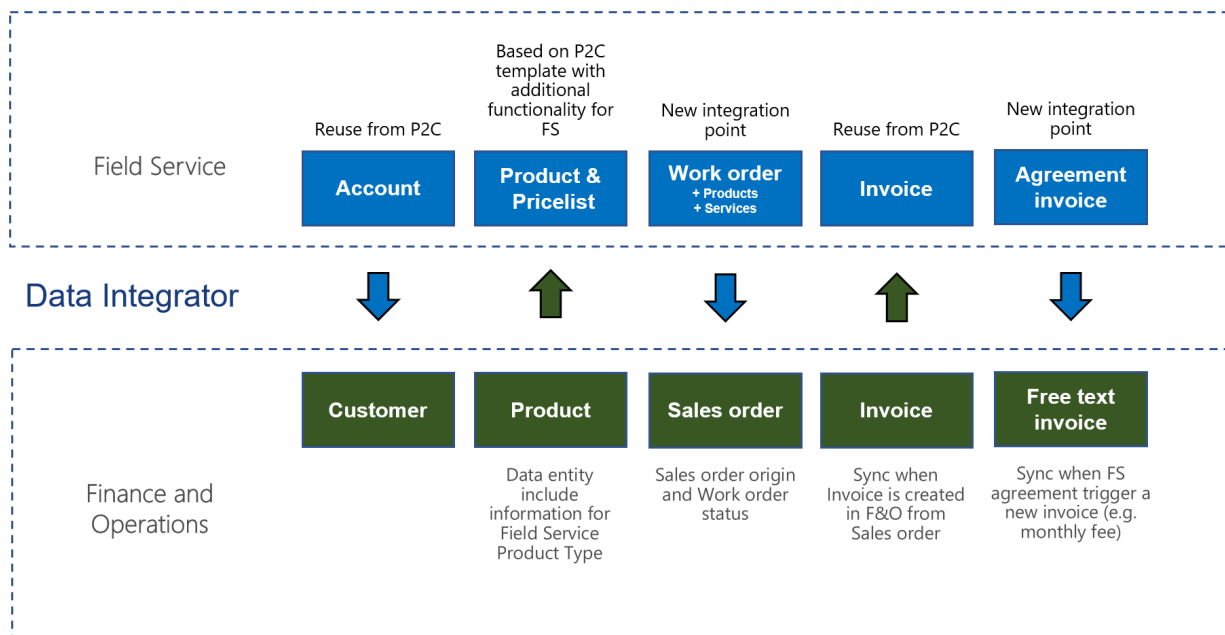 Based on P2C
template with
additional
functionality for
FS
Reuse from P2C
New integration
point
Reuse from P2C
New integration
point
Field Service
Account
Product &
Pricelist
Work order
+ Products
+ Services
Invoice
Agreement
invoice
Data Integrator
Customer
Product
Sales order
Invoice
Free text
invoice
Finance and
Operations
Data entity
include
information for
Field Service
Product Type
Sales order origin
and Work order
status
Sync when
Invoice is created
in F&O from
Sales order
Sync when FS
agreement trigger a
new invoice (e.g.
monthly fee)